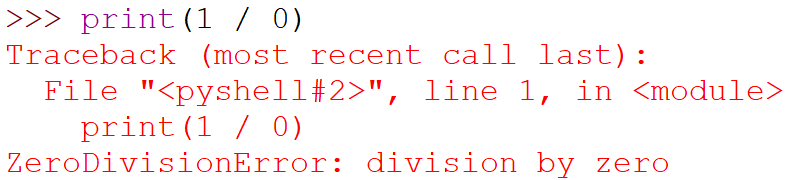 >>> print(1 / 0)
Traceback (most recent call last):
  File "<pyshell#2>", line 1, in <module>
    print(1 / 0)
ZeroDivisionError: division by zero